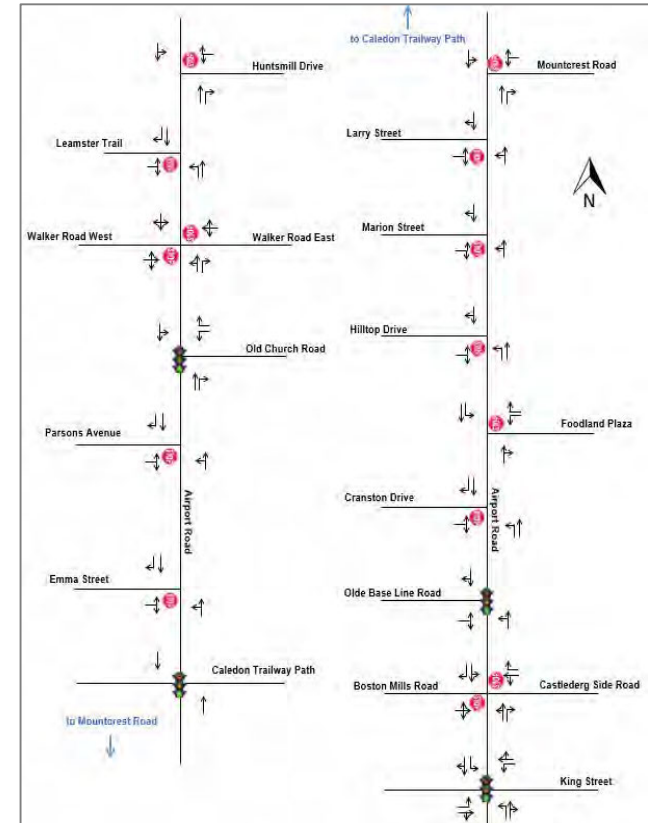 Huntsmill Drive
Leamster Trail
Walker Road West
Walker Road East
Old Church Road
Parsons Avenue
Airport Road
Emma Street
Caledon Trailway Path
to Mountcrest Road
to Caledon Trailway Path
Mountcrest Road
Larry Street
N
Marion Street
Hilltop Drive
Foodland Plaza
Cranston Drive
Airport Road
Olde Base Line Road
Boston Mills Road
Castlederg Side Road
King Street